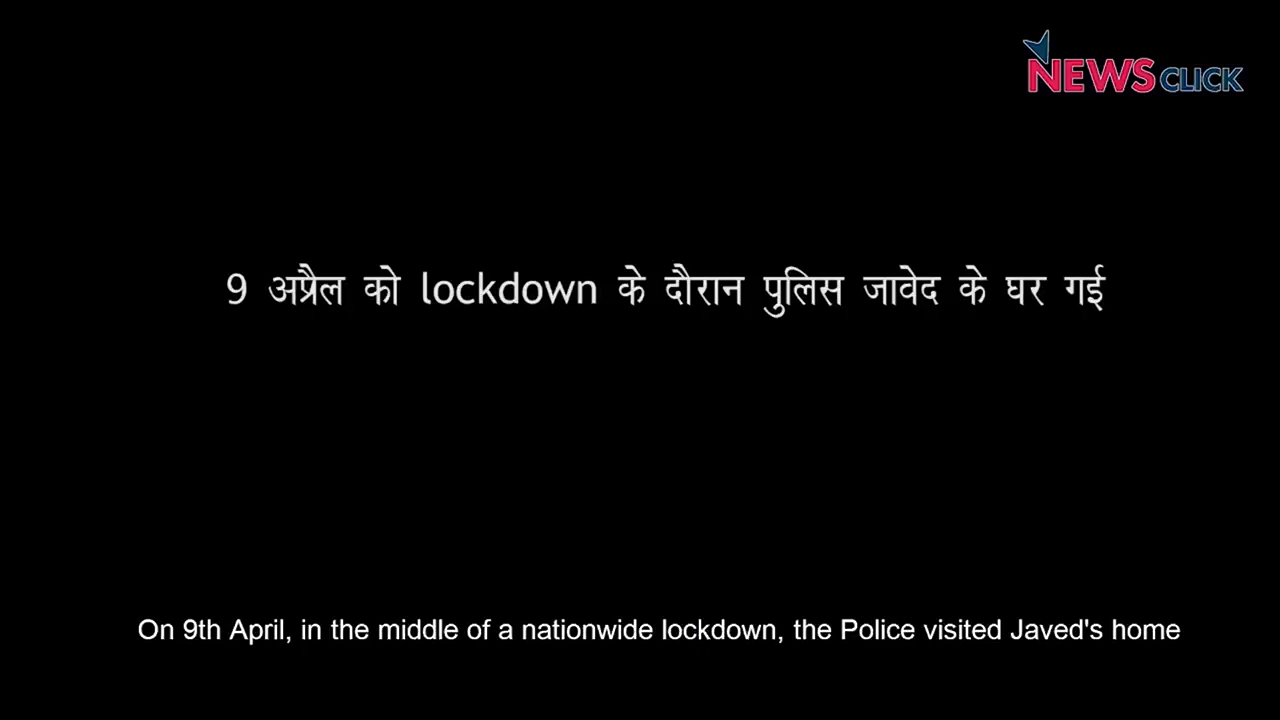 NEWSCLICK
9 अप्रैल को lockdown के दौरान पुलिस जावेद के घर गई
On 9th April, in the middle of a nationwide lockdown, the Police visited Javed's home